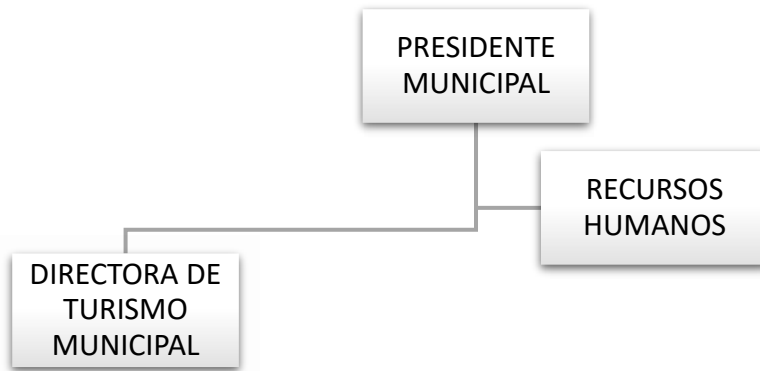 PRESIDENTE
MUNICIPAL
RECURSOS
HUMANOS
DIRECTORA DE
TURISMO
MUNICIPAL